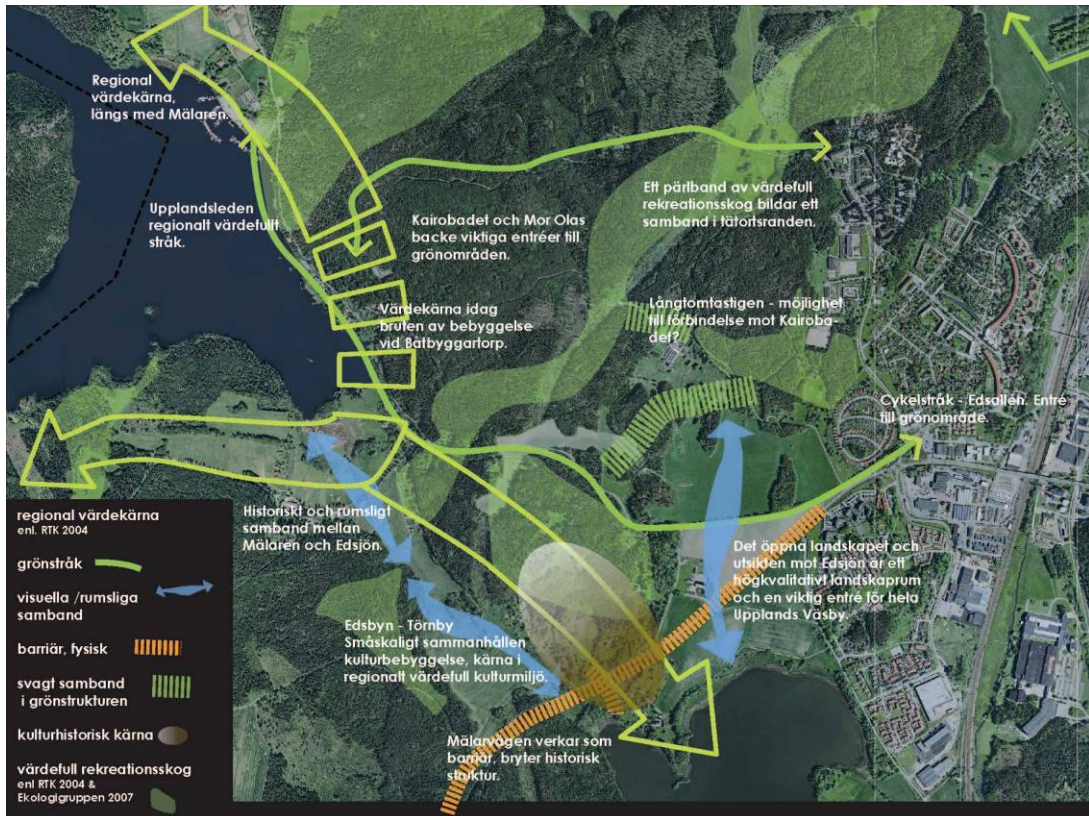 Regional
värdekärna,
längs med Mälaren.
Upplandsleden
regionalt värdefullt
stråk.
Kairobadet och Mor Olas
backe viktiga entréer till
grönområden.
Ett pärlband av värdefull
rekreationsskog bildar ett
samband i tätortsranden.
Värdekärna idag
bruten av bebyggelse
vid Båtbyggartorp.
Långtomtastigen - möjlighet
till förbindelse mot Kairoba-
det?
Cykelstråk - Edsallén. Entré
till grönområde.
Historiskt och rumsligt
samband mellan
Mälaren och Edsjön.
Det öppna landskapet och
utsikten mot Edsjön är ett
högkvalitativt landskaprum
och en viktig entré för hela
Upplands Väsby.
Edsbyn - Törnby
Småskaligt sammanhållen
kulturbebyggelse, kärna i
regionalt värdefull kulturmiljö.
Mälarvägen verkar som
barriär, bryter historisk
struktur.
regional värdekärna
enl. RTK 2004
grönstråk
visuella /rumsliga
samband
barriär, fysisk
svagt samband
i grönstrukturen
kulturhistorisk kärna
värdefull rekreationsskog
enl RTK 2004 &
Ekologigruppen 2007